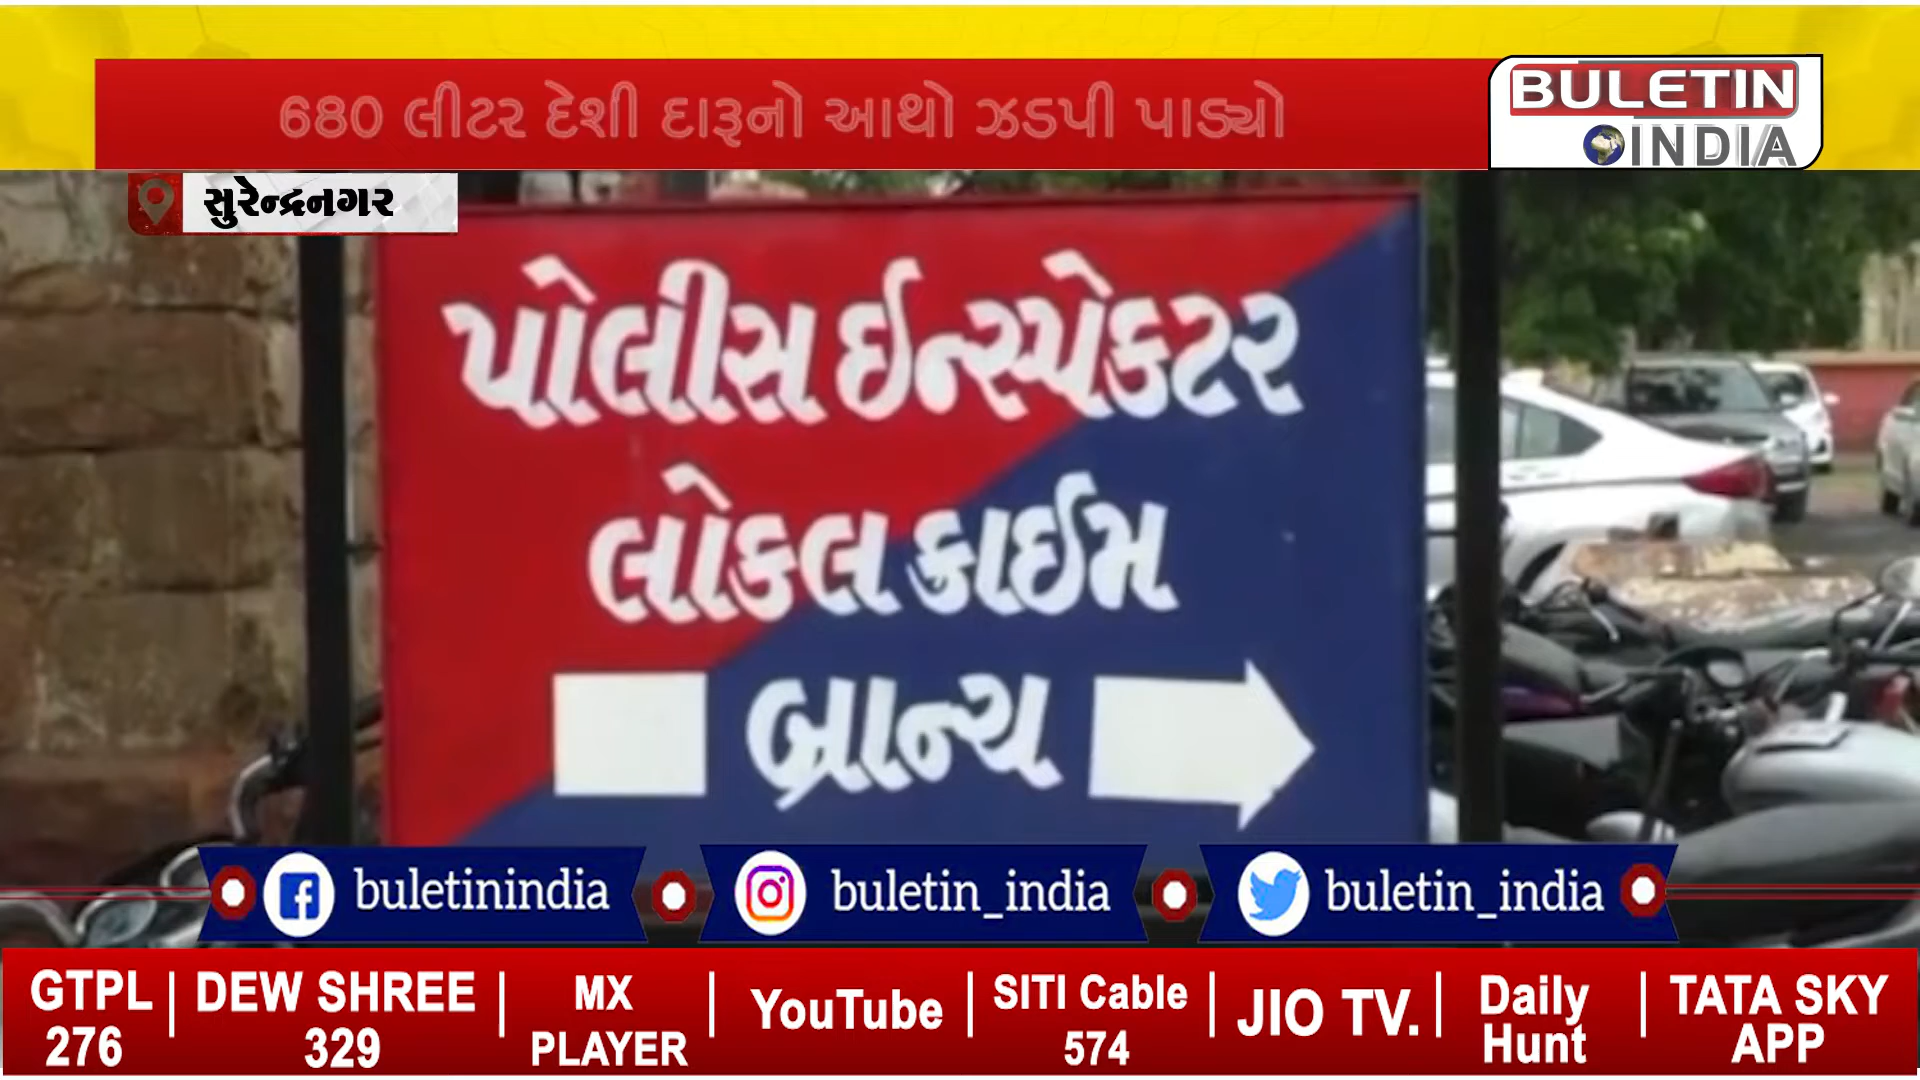 680 લીટર દેશી દારૂનો આથો ઝડપી પાડ્યો
BULETIN
INDIA
સુરેન્દ્રનગર
પોલીસ ઈન્સ્પેકટર
લોકલ ક્રાઈમ
બ્રાન્ચ
buletinindia
buletin_india
buletin_india
GTPL
276
DEW SHREE
329
MX
PLAYER
YouTube
SITI Cable
574
JIO TV.
Daily
Hunt
TATA SKY
APP